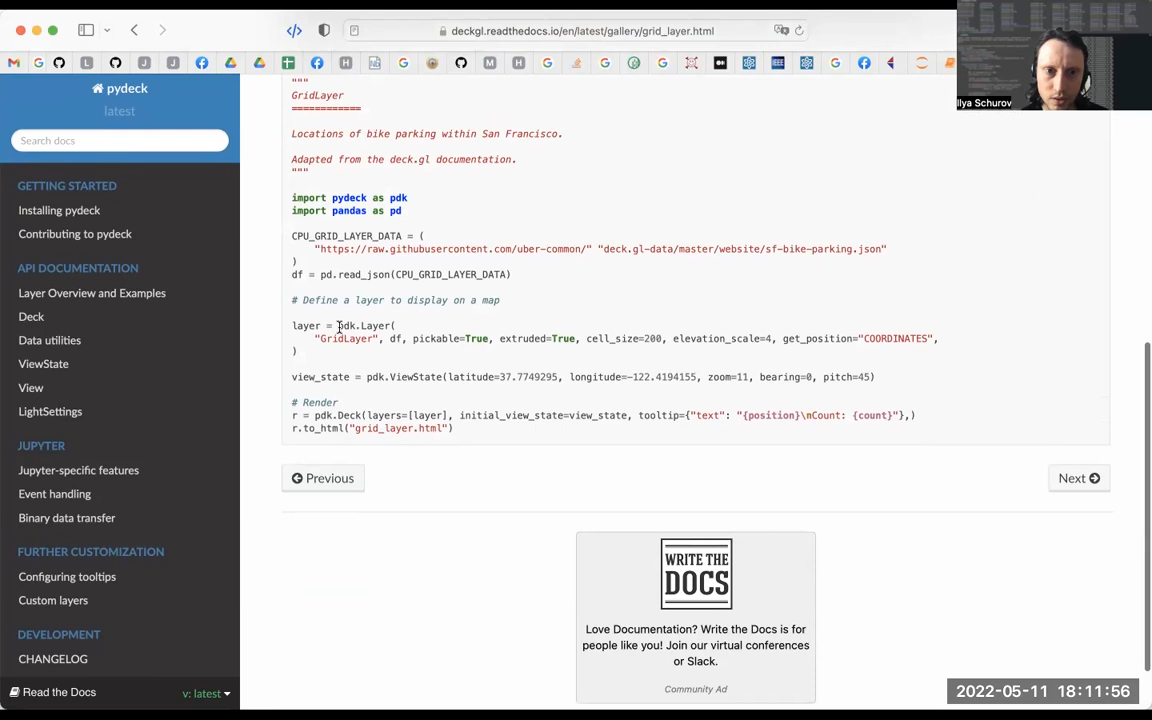 deckgl.readthedocs.io/en/latest/gallery/grid_layer.html
Ilya Schurov
pydeck
latest
Search docs
GETTING STARTED
Installing pydeck
Contributing to pydeck
API DOCUMENTATION
Layer Overview and Examples
Deck
Data utilities
ViewState
View
LightSettings
JUPYTER
Jupyter-specific features
Event handling
Binary data transfer
FURTHER CUSTOMIZATION
Configuring tooltips
Custom layers
DEVELOPMENT
CHANGELOG
Read the Docs
v: latest
"""
GridLayer
============
Locations of bike parking within San Francisco.
Adapted from the deck.gl documentation.
"""
import pydeck as pdk
import pandas as pd
CPU_GRID_LAYER_DATA = (
"https://raw.githubusercontent.com/uber-common/" "deck.gl-data/master/website/sf-bike-parking.json"
)
df = pd.read_json(CPU_GRID_LAYER_DATA)
# Define a layer to display on a map
layer = pdk.Layer(
"GridLayer", df, pickable=True, extruded=True, cell_size=200, elevation_scale=4, get_position="COORDINATES",
)
view_state = pdk.ViewState(latitude=37.7749295, longitude=-122.4194155, zoom=11, bearing=0, pitch=45)
# Render
r = pdk.Deck(layers=[layer], initial_view_state=view_state, tooltip={"text": "{position}\nCount: {count}"},)
r.to_html("grid_layer.html")
Previous
Next
WRITE THE
DOCS
Love Documentation? Write the Docs is for
people like you! Join our virtual conferences
or Slack.
Community Ad
2022-05-11 18:11:56